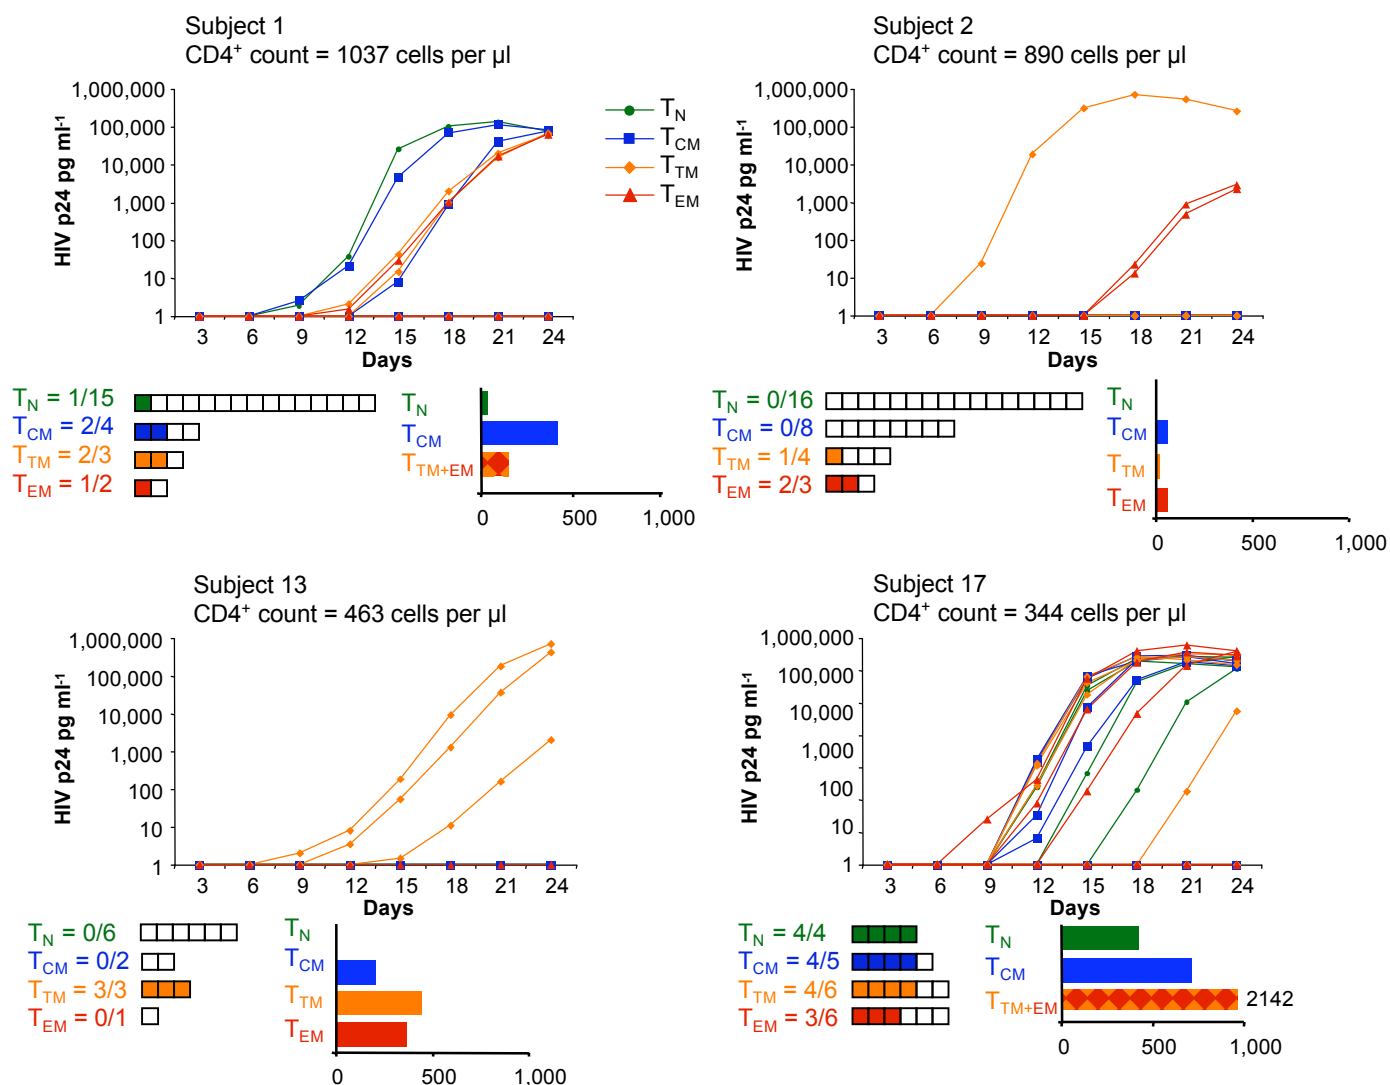 Subject 1
CD4+ count = 1037 cells per µl
1,000,000
100,000
10,000
1,000
100
10
1
HIV p24 pg ml-1
3 6 9 12 15 18 21 24
Days
TN
TCM
TTM
TEM
TN = 1/15
TCM = 2/4
TTM = 2/3
TEM = 1/2
TN
TCM
TTM+EM
0 500 1,000
Subject 2
CD4+ count = 890 cells per µl
1,000,000
100,000
10,000
1,000
100
10
1
HIV p24 pg ml-1
3 6 9 12 15 18 21 24
Days
TN = 0/16
TCM = 0/8
TTM = 1/4
TEM = 2/3
TN
TCM
TTM
TEM
0 500 1,000
Subject 13
CD4+ count = 463 cells per µl
1,000,000
100,000
10,000
1,000
100
10
1
HIV p24 pg ml-1
3 6 9 12 15 18 21 24
Days
TN = 0/6
TCM = 0/2
TTM = 3/3
TEM = 0/1
TN
TCM
TTM
TEM
0 500 1,000
Subject 17
CD4+ count = 344 cells per µl
1,000,000
100,000
10,000
1,000
100
10
1
HIV p24 pg ml-1
3 6 9 12 15 18 21 24
Days
TN = 4/4
TCM = 4/5
TTM = 4/6
TEM = 3/6
TN
TCM
TTM+EM
2142
0 500 1,000